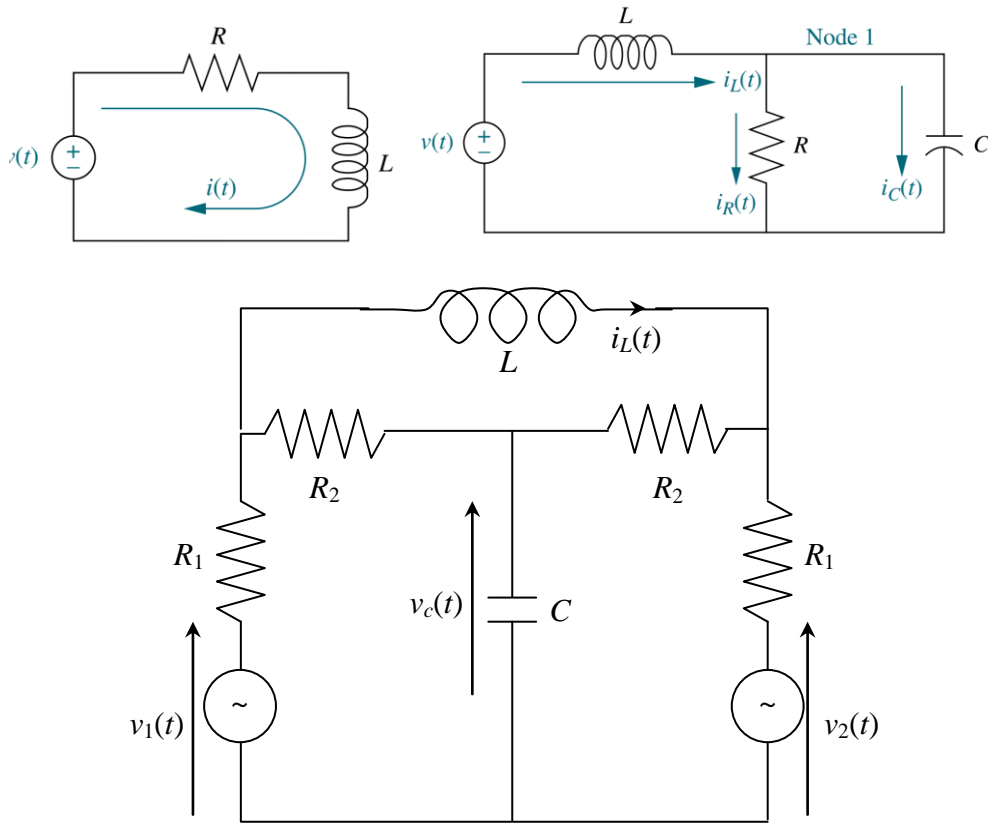 R
L
+
−
v(t)
i(t)
L
Node 1
v(t)
+
−
i_L(t)
R
i_R(t)
i_C(t)
C
i_L(t)
L
R_2
R_2
R_1
R_1
v_c(t)
C
v_1(t)
~
~
v_2(t)